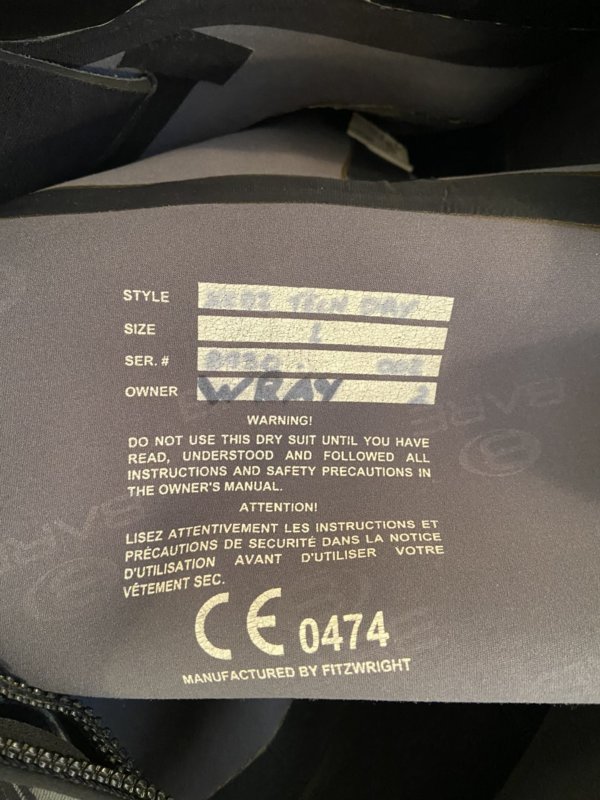 STYLE TECH DRY
SIZE L
SER. #
OWNER WRAY
WARNING!
DO NOT USE THIS DRY SUIT UNTIL YOU HAVE
READ, UNDERSTOOD AND FOLLOWED ALL
INSTRUCTIONS AND SAFETY PRECAUTIONS IN
THE OWNER'S MANUAL.
ATTENTION!
LISEZ ATTENTIVEMENT LES INSTRUCTIONS ET
PRÉCAUTIONS DE SECURITÉ DANS LA NOTICE
D'UTILISATION AVANT D'UTILISER VOTRE
VÊTEMENT SEC.
CE 0474
MANUFACTURED BY FITZWRIGHT